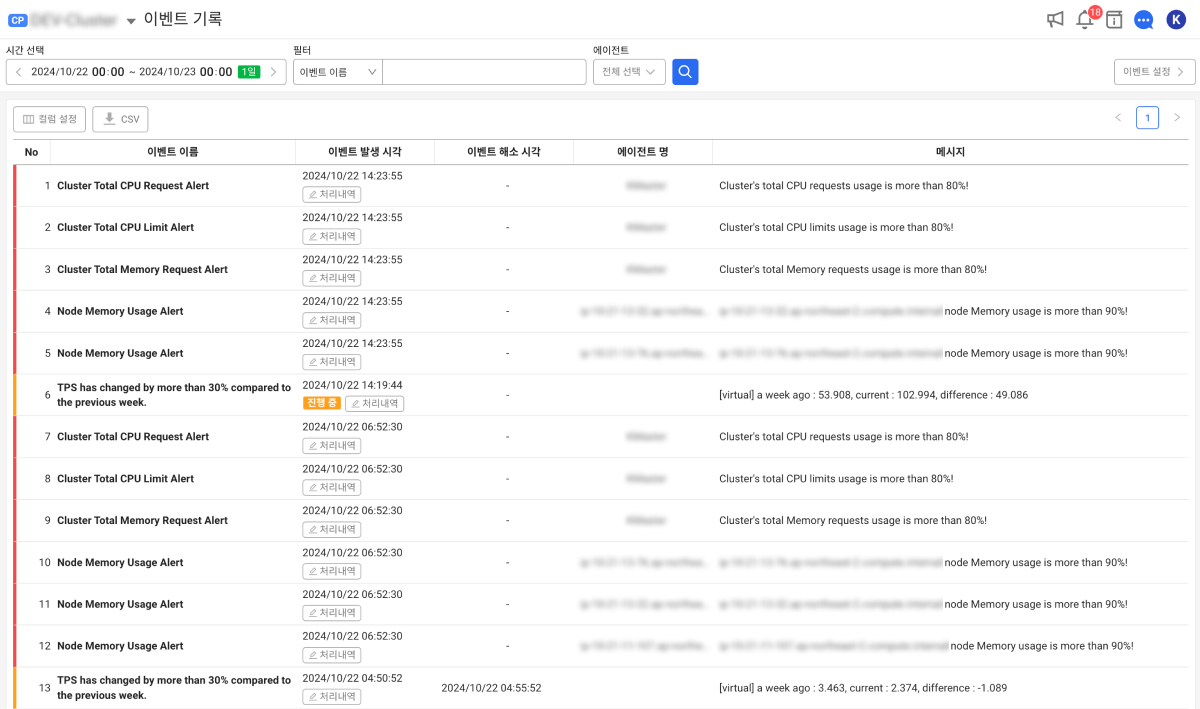 CP 이벤트 기록 18 K
시간 선택 필터 에이전트
2024/10/22 00:00 ~ 2024/10/23 00:00 1일 이벤트 이름 전체 선택 이벤트 설정
컬럼 설정 CSV 1
No 이벤트 이름 이벤트 발생 시각 이벤트 해소 시각 에이전트 명 메시지
1 Cluster Total CPU Request Alert 2024/10/22 14:23:55 - Cluster's total CPU requests usage is more than 80%!
처리내역
2 Cluster Total CPU Limit Alert 2024/10/22 14:23:55 - Cluster's total CPU limits usage is more than 80%!
처리내역
3 Cluster Total Memory Request Alert 2024/10/22 14:23:55 - Cluster's total Memory requests usage is more than 80%!
처리내역
4 Node Memory Usage Alert 2024/10/22 14:23:55 - node Memory usage is more than 90%!
처리내역
5 Node Memory Usage Alert 2024/10/22 14:23:55 - node Memory usage is more than 90%!
처리내역
6 TPS has changed by more than 30% compared to 2024/10/22 14:19:44 - [virtual] a week ago : 53.908, current : 102.994, difference : 49.086
the previous week. 진행 중 처리내역
7 Cluster Total CPU Request Alert 2024/10/22 06:52:30 - Cluster's total CPU requests usage is more than 80%!
처리내역
8 Cluster Total CPU Limit Alert 2024/10/22 06:52:30 - Cluster's total CPU limits usage is more than 80%!
처리내역
9 Cluster Total Memory Request Alert 2024/10/22 06:52:30 - Cluster's total Memory requests usage is more than 80%!
처리내역
10 Node Memory Usage Alert 2024/10/22 06:52:30 - node Memory usage is more than 90%!
처리내역
11 Node Memory Usage Alert 2024/10/22 06:52:30 - node Memory usage is more than 90%!
처리내역
12 Node Memory Usage Alert 2024/10/22 06:52:30 - node Memory usage is more than 90%!
처리내역
13 TPS has changed by more than 30% compared to 2024/10/22 04:50:52 2024/10/22 04:55:52 [virtual] a week ago : 3.463, current : 2.374, difference : -1.089
the previous week. 처리내역